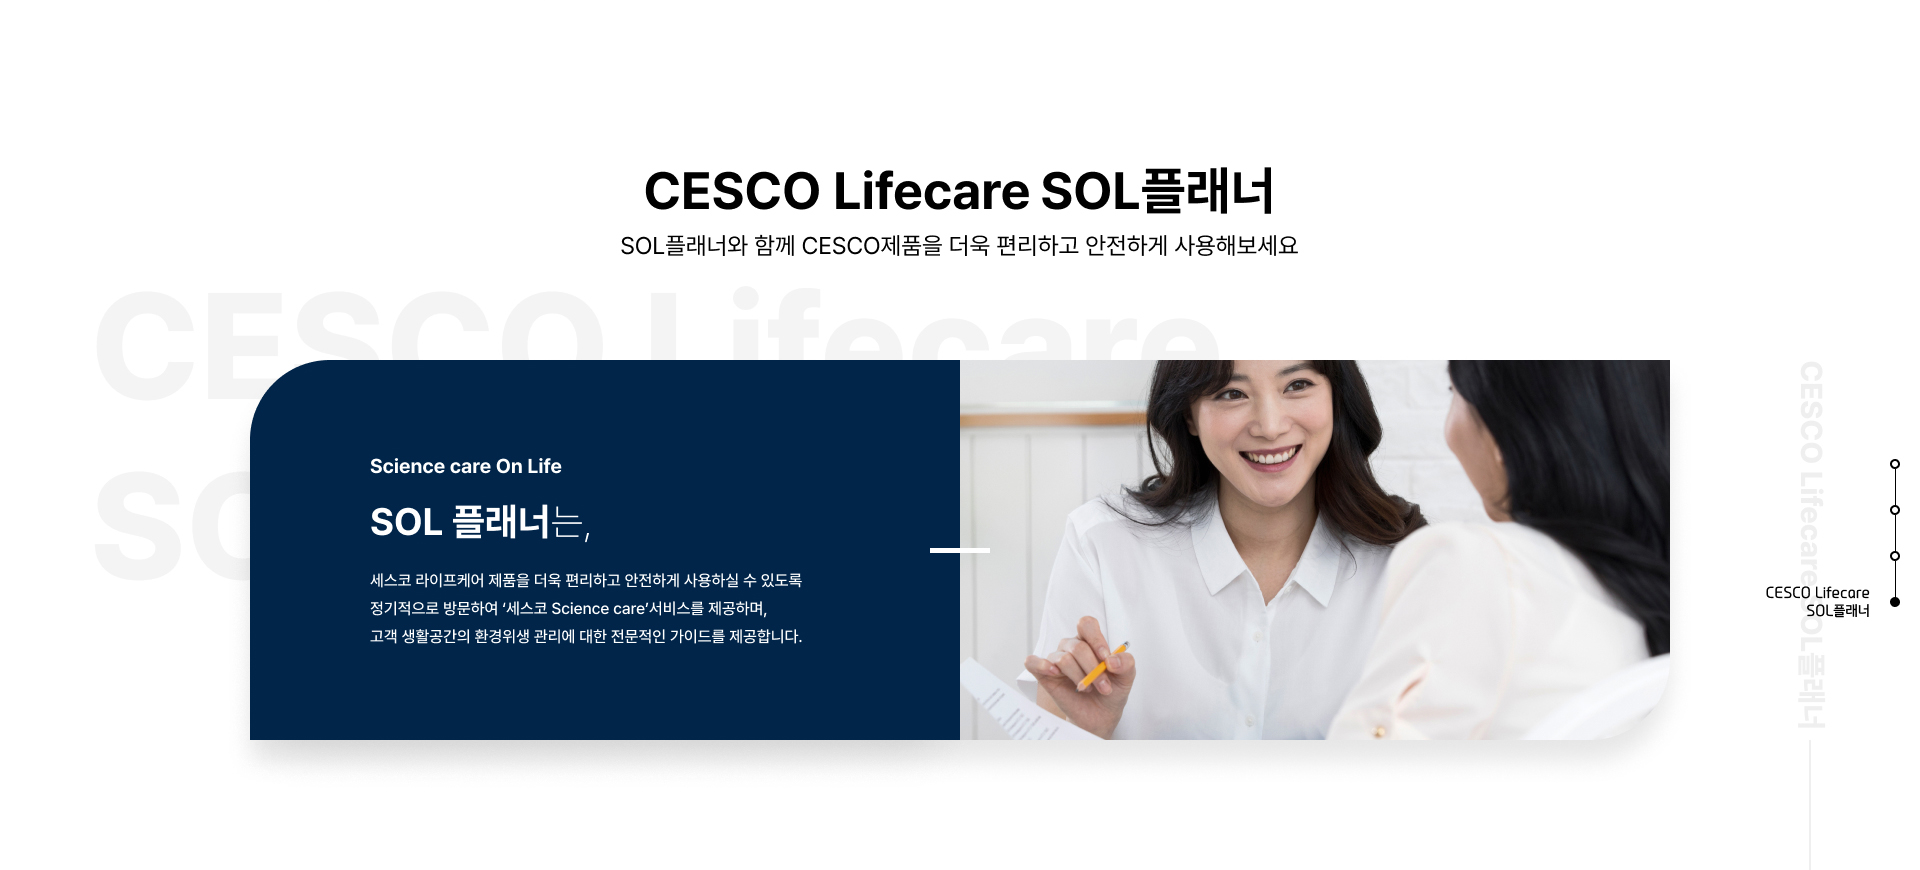 CESCO Lifecare SOL플래너
SOL플래너와 함께 CESCO제품을 더욱 편리하고 안전하게 사용해보세요
CESCO Lifecare
SO
Science care On Life
SOL 플래너는,
세스코 라이프케어 제품을 더욱 편리하고 안전하게 사용하실 수 있도록
정기적으로 방문하여 ‘세스코 Science care’서비스를 제공하며,
고객 생활공간의 환경위생 관리에 대한 전문적인 가이드를 제공합니다.
CESCO Lifecare SOL플래너
CESCO Lifecare
SOL플래너